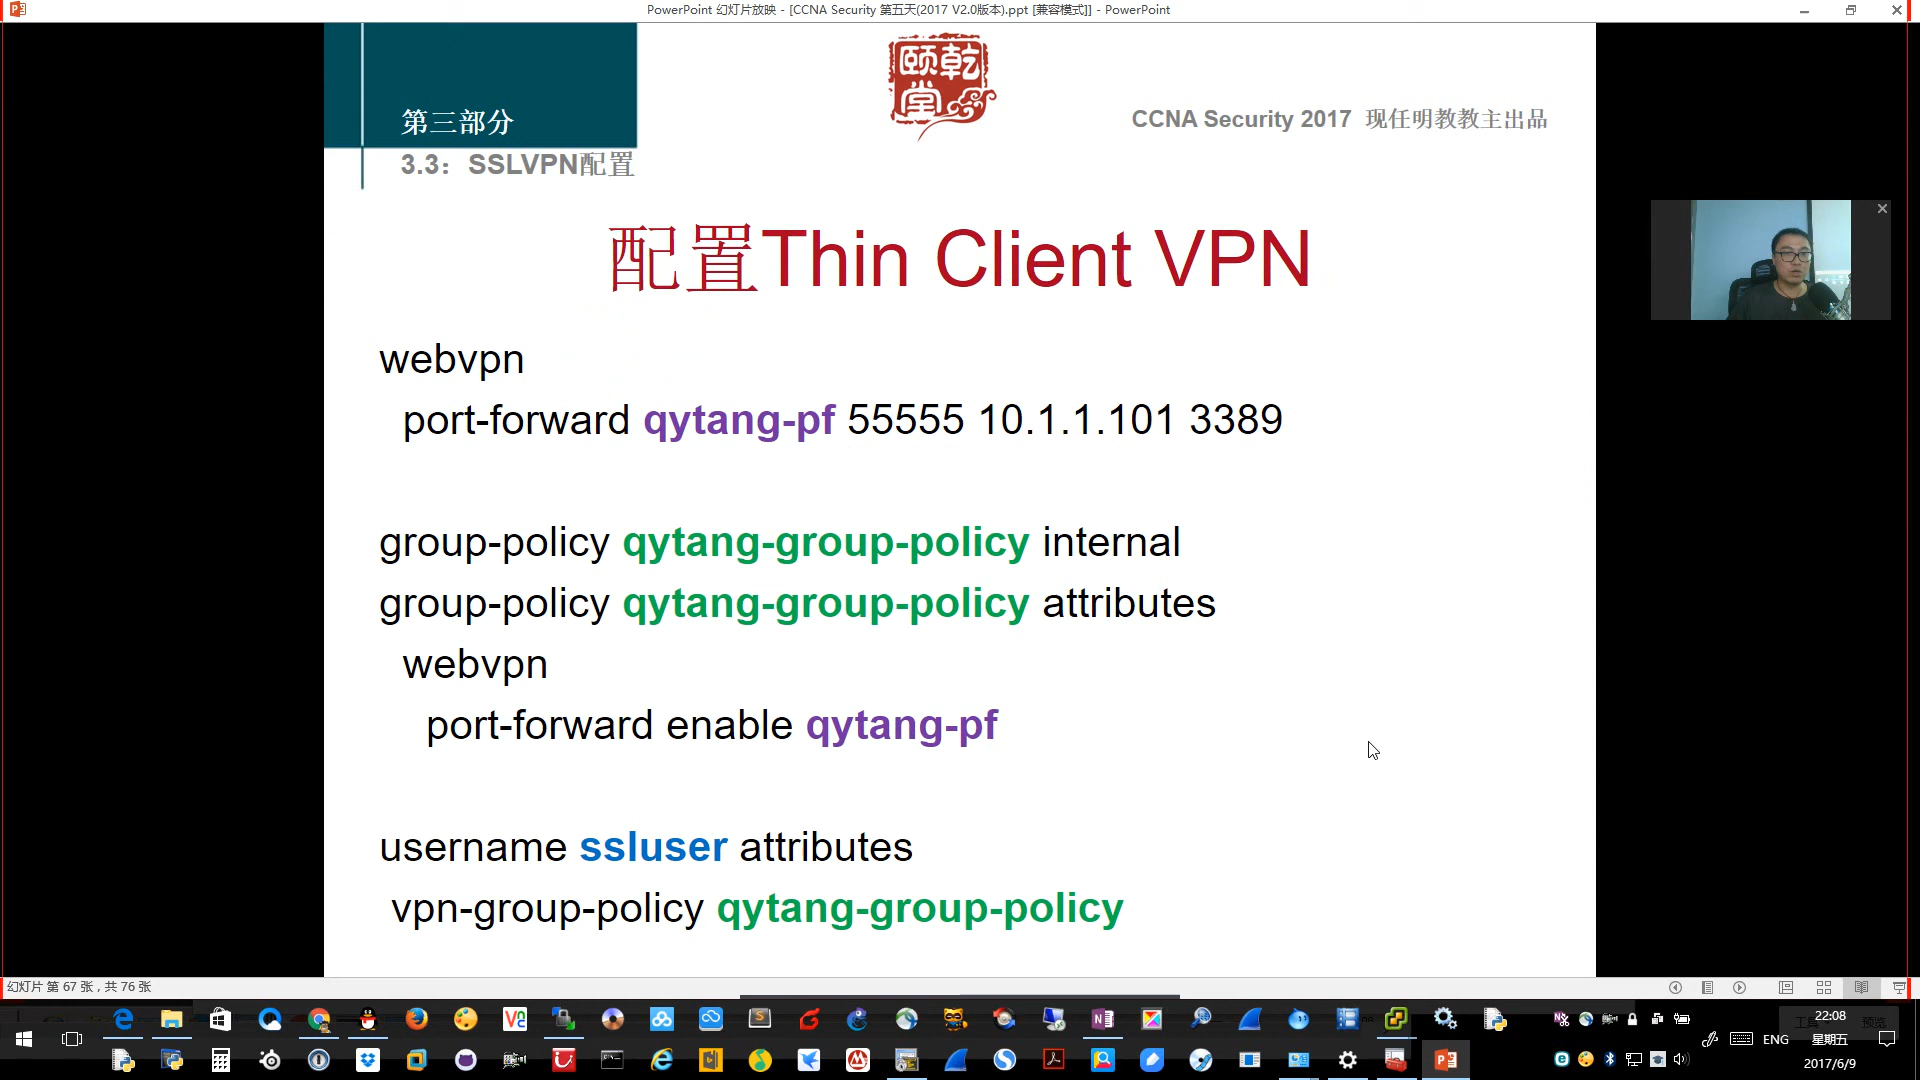 PowerPoint 幻灯片放映 - [CCNA Security 第五天(2017 V2.0版本).ppt [兼容模式]] - PowerPoint
乾颐堂
第三部分
CCNA Security 2017 现任明教教主出品
3.3：SSLVPN配置
配置Thin Client VPN
webvpn
port-forward qytang-pf 55555 10.1.1.101 3389
group-policy qytang-group-policy internal
group-policy qytang-group-policy attributes
webvpn
port-forward enable qytang-pf
username ssluser attributes
vpn-group-policy qytang-group-policy
幻灯片 第 67 张，共 76 张
22:08
ENG
星期五
2017/6/9